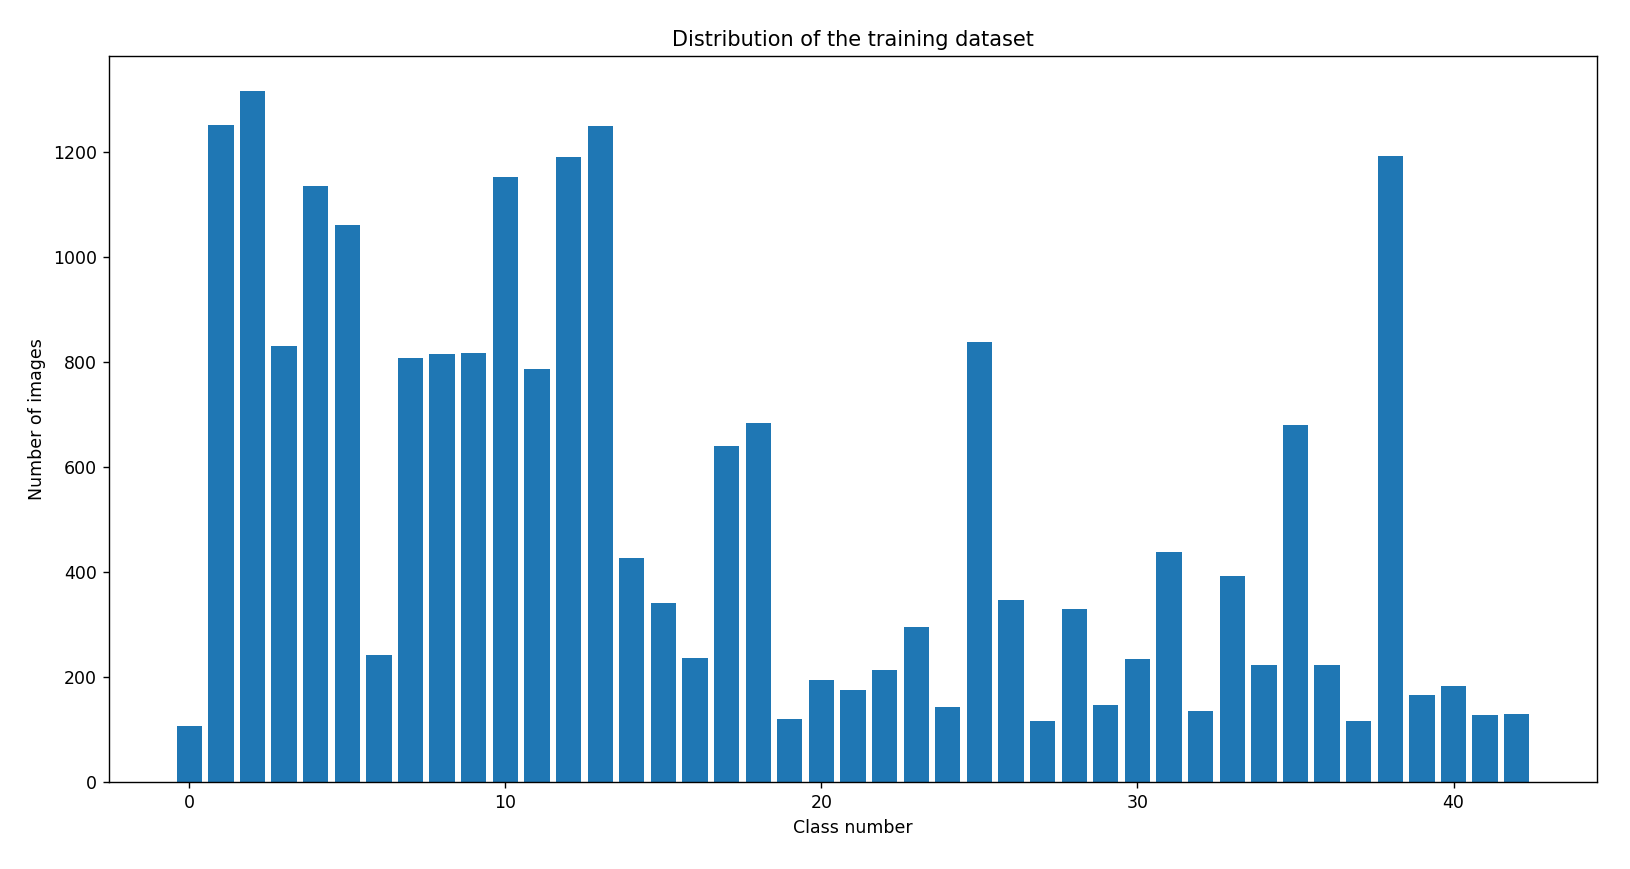 Distribution of the training dataset
Number of images
1200
1000
800
600
400
200
0
0 10 20 30 40
Class number